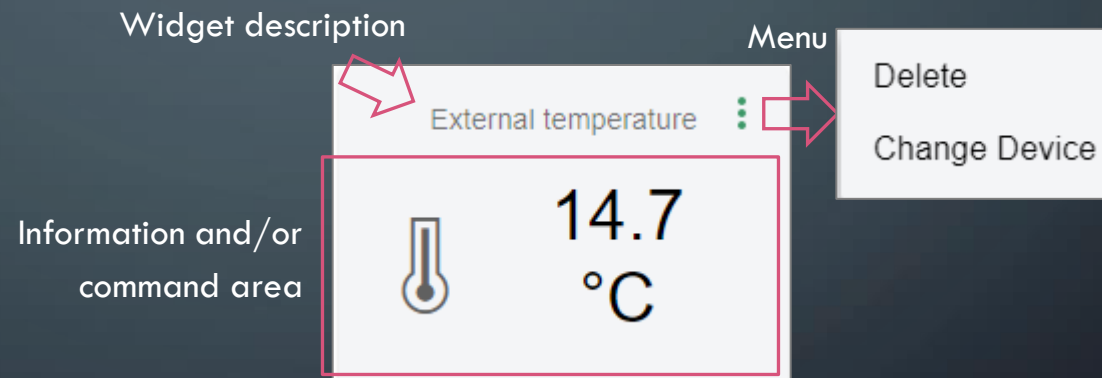 Widget description
Menu
Delete
Change Device
External temperature
Information and/or
command area
14.7
°C